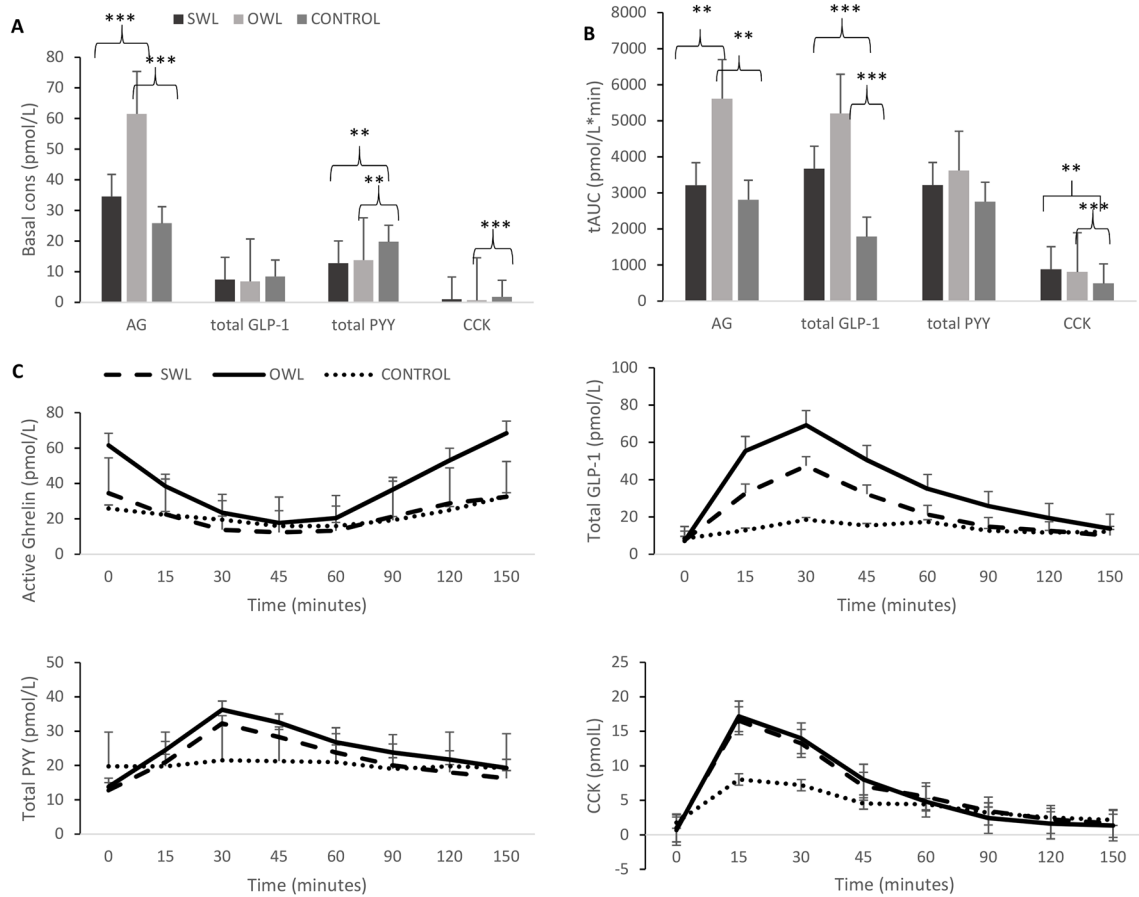 A
SWL OWL CONTROL
***
***
**
**
***
80
70
60
50
40
30
20
10
0
Basal cons (pmol/L)
AG total GLP-1 total PYY CCK
B
**
**
***
***
**
***
8000
7000
6000
5000
4000
3000
2000
1000
0
tAUC (pmol/L*min)
AG total GLP-1 total PYY CCK
C
SWL OWL CONTROL
80
60
40
20
0
Active Ghrelin (pmol/L)
0 15 30 45 60 90 120 150
Time (minutes)
100
80
60
40
20
0
Total GLP-1 (pmol/L)
0 15 30 45 60 90 120 150
Time (minutes)
50
40
30
20
10
0
Total PYY (pmol/L)
0 15 30 45 60 90 120 150
Time (minutes)
25
20
15
10
5
0
-5
CCK (pmolL)
0 15 30 45 60 90 120 150
Time (minutes)